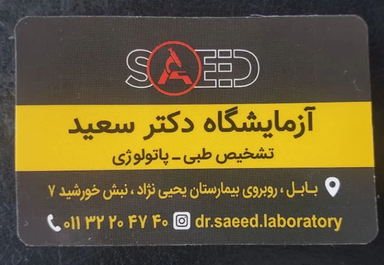 SAEED
آزمایشگاه دکتر سعید
تشخیص طبی - پاتولوژی
بابل ، روبروی بیمارستان یحیی نژاد ، نبش خورشید ۷
۰۱۱ ۳۲ ۲۰ ۴۷ ۴۰ dr.saeed.laboratory